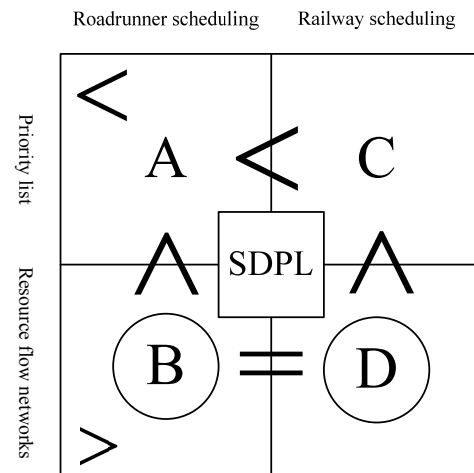 Roadrunner scheduling
Railway scheduling
Priority list
Resource flow networks
<
A < C
∧ SDPL ∧
B = D
>